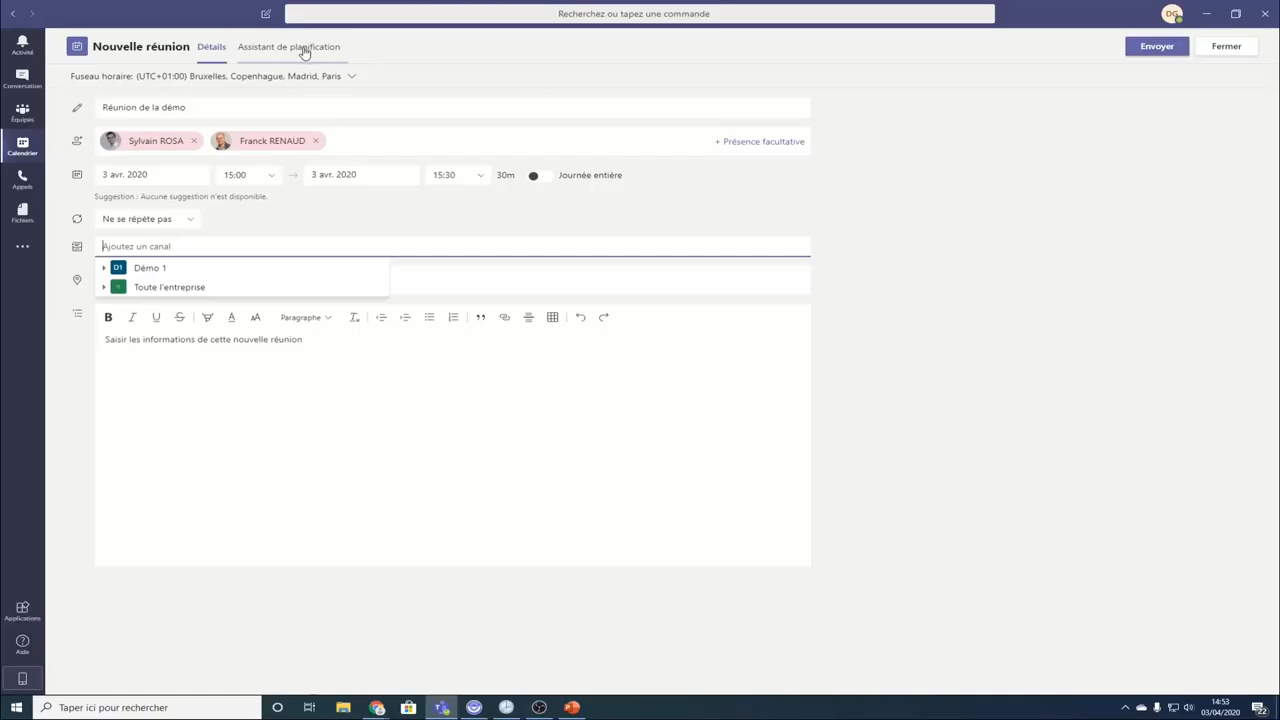 Recherchez ou tapez une commande
DG
Activité
Conversation
Équipes
Calendrier
Appels
Fichiers
Applications
Aide
Nouvelle réunion
Détails
Assistant de planification
Envoyer
Fermer
Fuseau horaire: (UTC+01:00) Bruxelles, Copenhague, Madrid, Paris
Réunion de la démo
Sylvain ROSA
Franck RENAUD
+ Présence facultative
3 avr. 2020
15:00
3 avr. 2020
15:30
30m
Journée entière
Suggestion : Aucune suggestion n'est disponible.
Ne se répète pas
Ajoutez un canal
D1
Démo 1
Toute l'entreprise
B
I
U
S
A
AA
Paragraphe
Saisir les informations de cette nouvelle réunion
Taper ici pour rechercher
14:53
03/04/2020
22